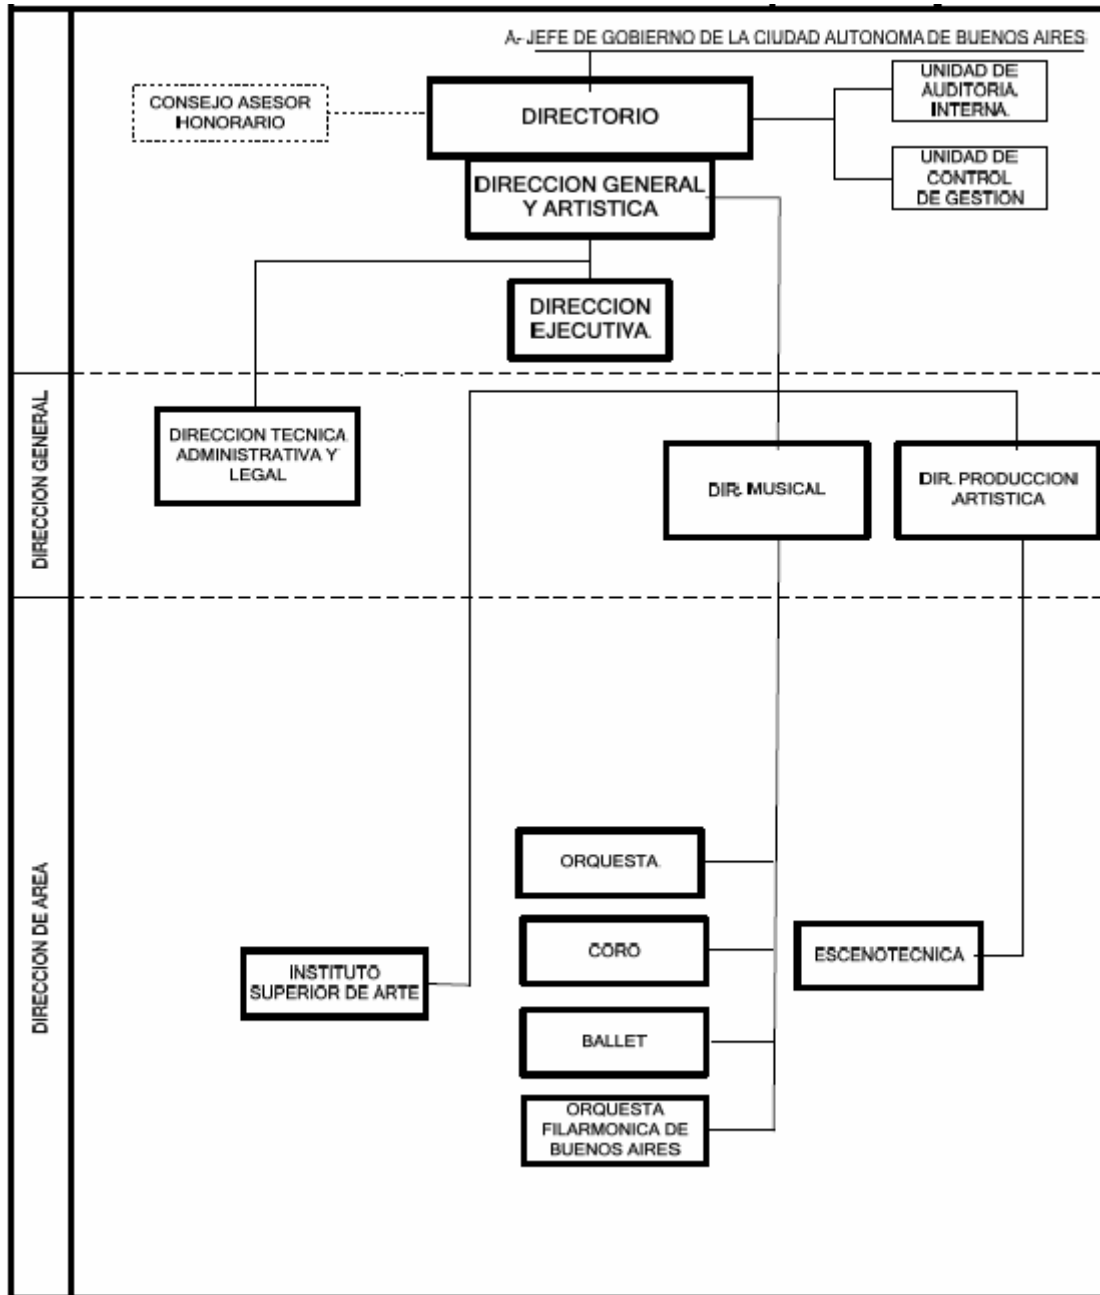 A.- JEFE DE GOBIERNO DE LA CIUDAD AUTONOMA DE BUENOS AIRES
CONSEJO ASESOR
HONORARIO
DIRECTORIO
UNIDAD DE
AUDITORIA
INTERNA.
UNIDAD DE
CONTROL
DE GESTION
DIRECCION GENERAL
Y ARTISTICA
DIRECCION
EJECUTIVA.
DIRECCION GENERAL
DIRECCION TECNICA
ADMINISTRATIVA Y
LEGAL
DIR. MUSICAL
DIR. PRODUCCION
ARTISTICA
DIRECCION DE AREA
ORQUESTA.
CORO
BALLET
ORQUESTA
FILARMONICA DE
BUENOS AIRES
INSTITUTO
SUPERIOR DE ARTE
ESCENOTECNICA